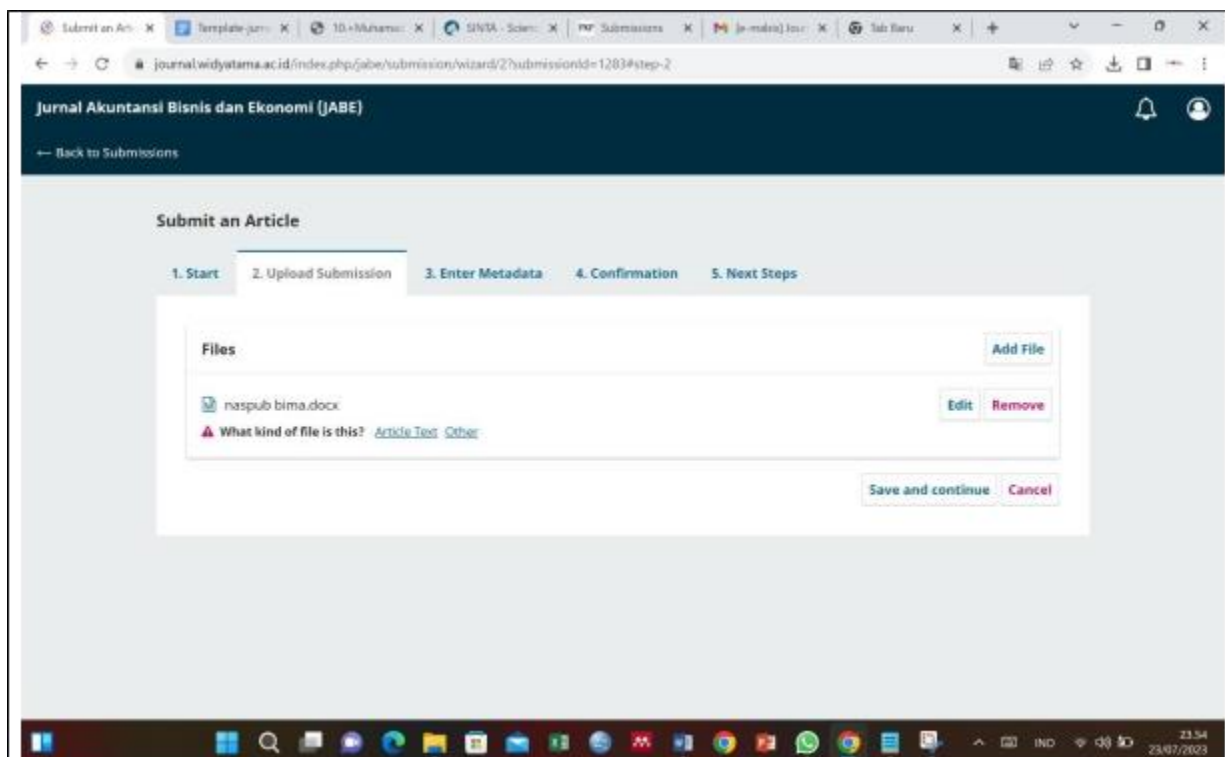 Submit an Art
Template-jurn
10.+Muhamad
SINTA - Scien
PKP Submissions
Tab Baru
journal.widyatama.ac.id/index.php/jabe/submission/wizard/2?submissionId=1283#step-2
Jurnal Akuntansi Bisnis dan Ekonomi (JABE)
← Back to Submissions
Submit an Article
1. Start 2. Upload Submission 3. Enter Metadata 4. Confirmation 5. Next Steps
Files Add File
naspub bima.docx Edit Remove
What kind of file is this? Article Text Other
Save and continue Cancel
IND 23.54
23/07/2023